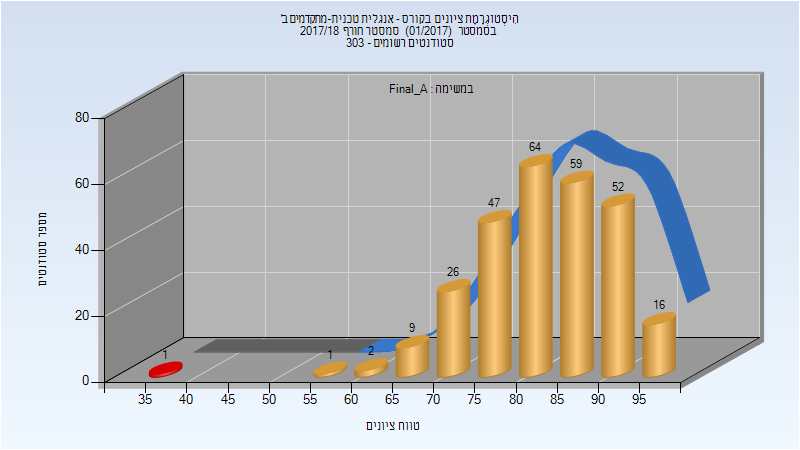 היסטוגרמת ציונים בקורס - אנגלית טכנית-מתקדמים ב'
בסמסטר (01/2017) סמסטר חורף 2017/18
סטודנטים רשומים - 303
במשימה : Final_A
מספר סטודנטים
80
60
40
20
0
1
1
2
9
26
47
64
59
52
16
35 40 45 50 55 60 65 70 75 80 85 90 95
טווח ציונים